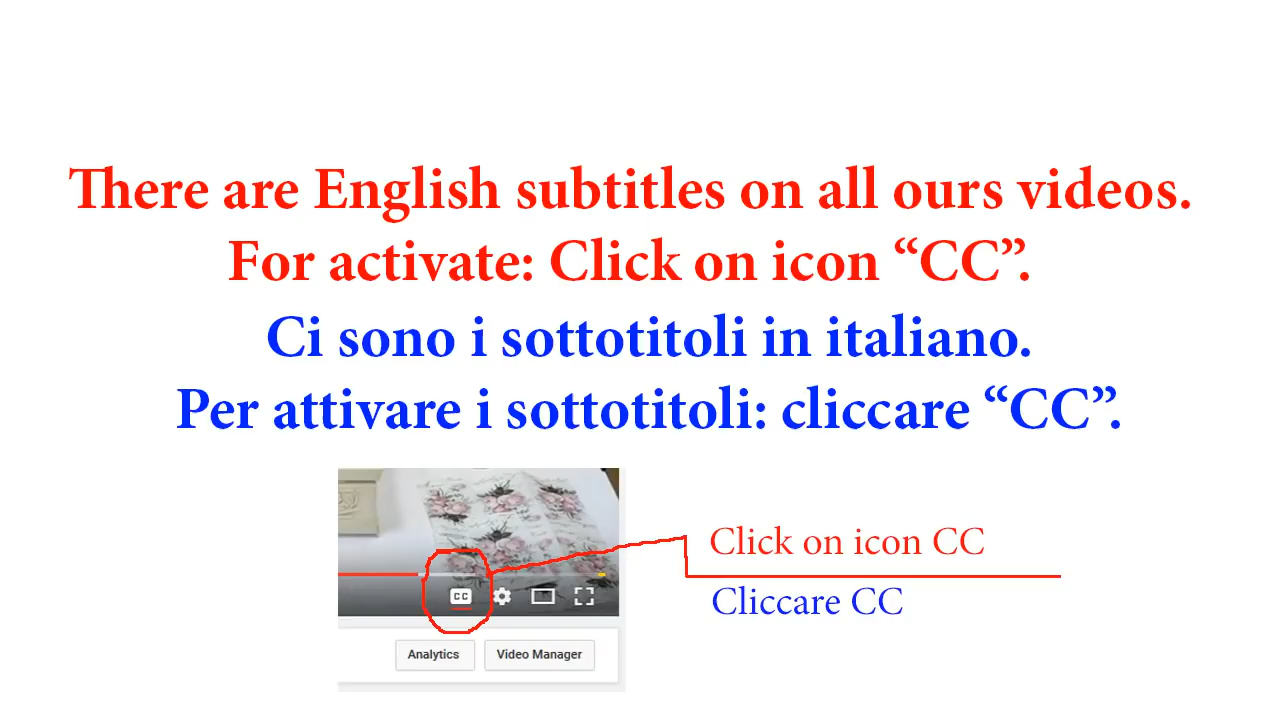 There are English subtitles on all ours videos.
For activate: Click on icon “CC”.
Ci sono i sottotitoli in italiano.
Per attivare i sottotitoli: cliccare “CC”.
Click on icon CC
Cliccare CC
CC
Analytics
Video Manager